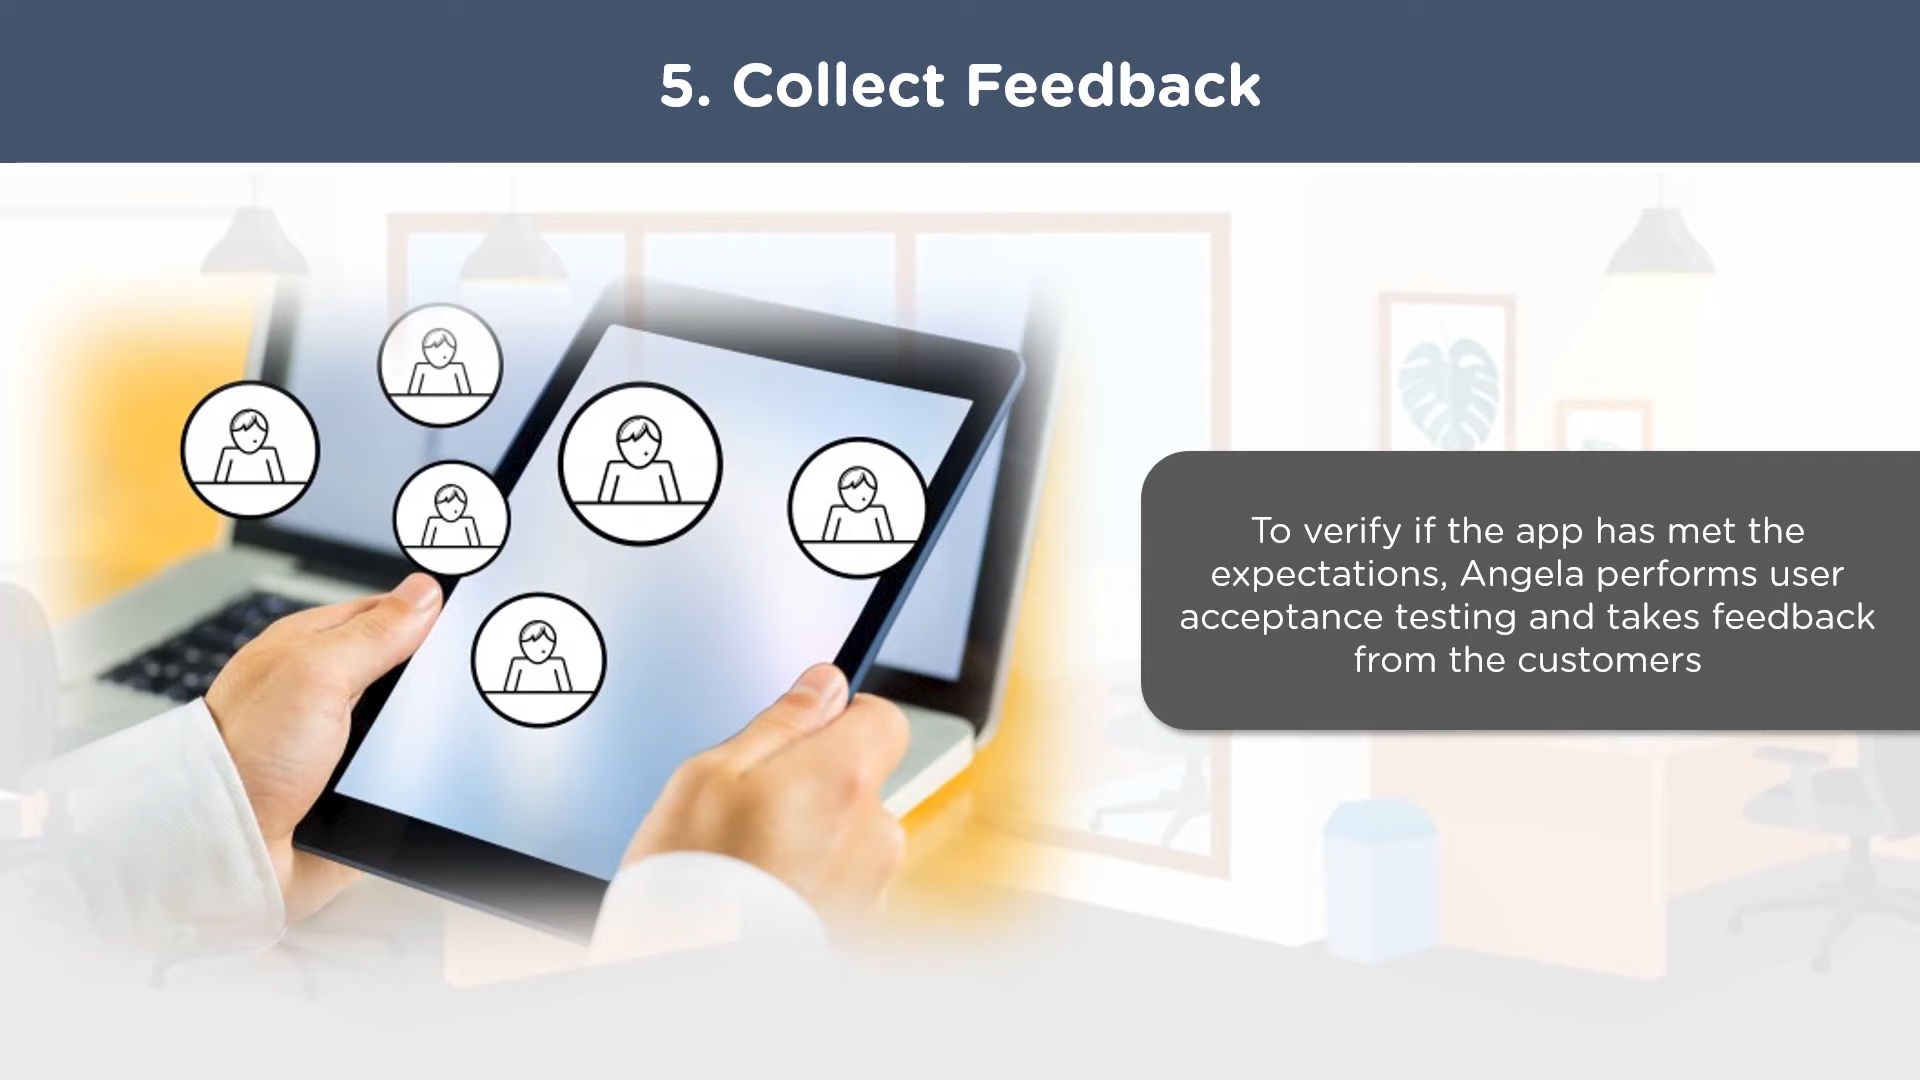 5. Collect Feedback
To verify if the app has met the
expectations, Angela performs user
acceptance testing and takes feedback
from the customers